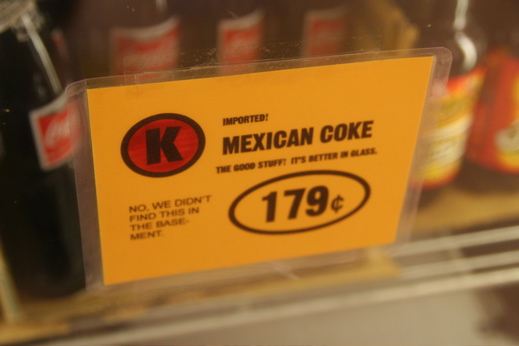 K
IMPORTED!
MEXICAN COKE
THE GOOD STUFF! IT'S BETTER IN GLASS.
179¢
NO, WE DIDN'T
FIND THIS IN
THE BASE-
MENT.